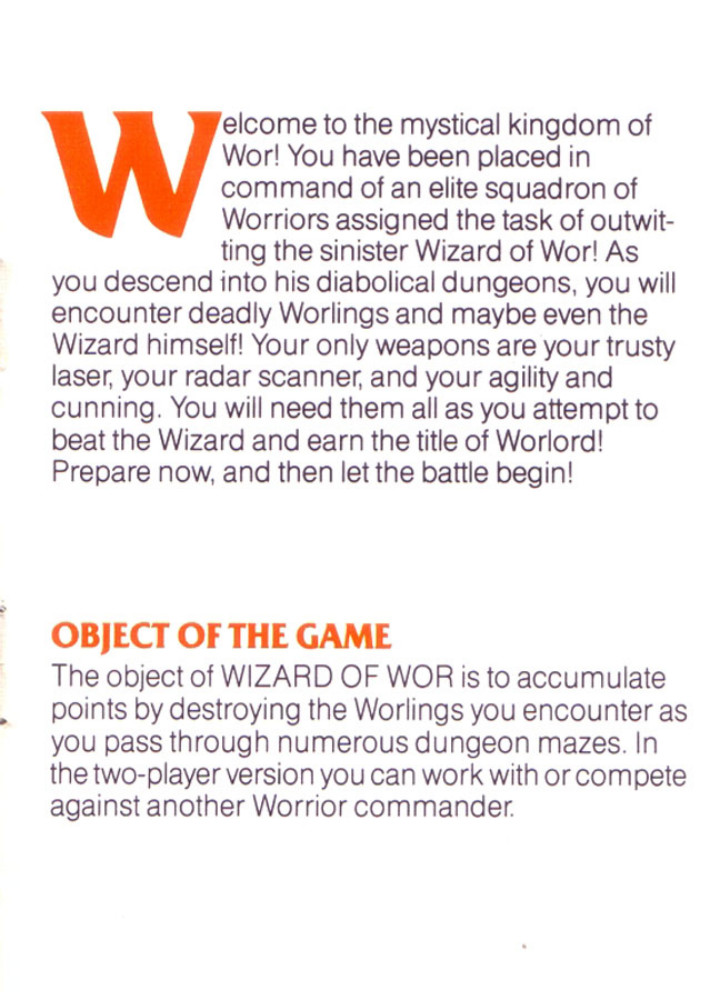 Welcome to the mystical kingdom of
Wor! You have been placed in
command of an elite squadron of
Worriors assigned the task of outwit-
ting the sinister Wizard of Wor! As
you descend into his diabolical dungeons, you will
encounter deadly Worlings and maybe even the
Wizard himself! Your only weapons are your trusty
laser, your radar scanner, and your agility and
cunning. You will need them all as you attempt to
beat the Wizard and earn the title of Worlord!
Prepare now, and then let the battle begin!
OBJECT OF THE GAME
The object of WIZARD OF WOR is to accumulate
points by destroying the Worlings you encounter as
you pass through numerous dungeon mazes. In
the two-player version you can work with or compete
against another Worrior commander.